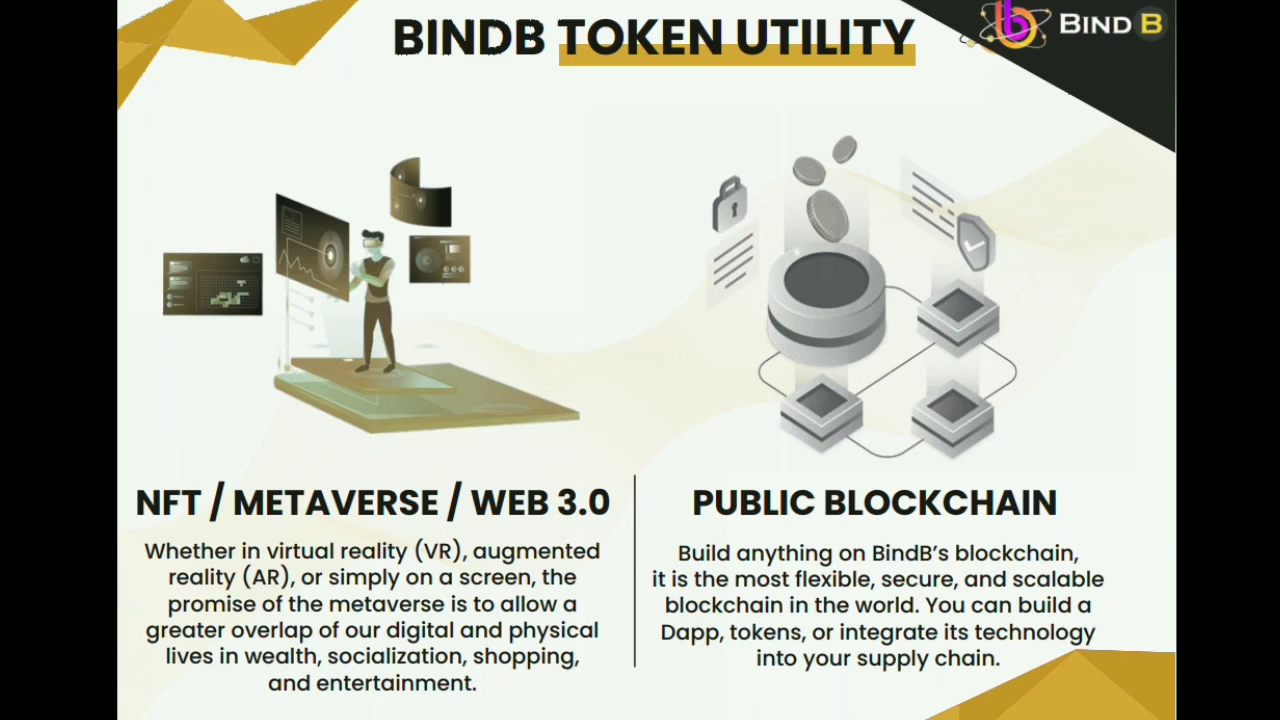 BINDB TOKEN UTILITY
BIND B
NFT / METAVERSE / WEB 3.0
Whether in virtual reality (VR), augmented
reality (AR), or simply on a screen, the
promise of the metaverse is to allow a
greater overlap of our digital and physical
lives in wealth, socialization, shopping,
and entertainment.
PUBLIC BLOCKCHAIN
Build anything on BindB’s blockchain,
it is the most flexible, secure, and scalable
blockchain in the world. You can build a
Dapp, tokens, or integrate its technology
into your supply chain.